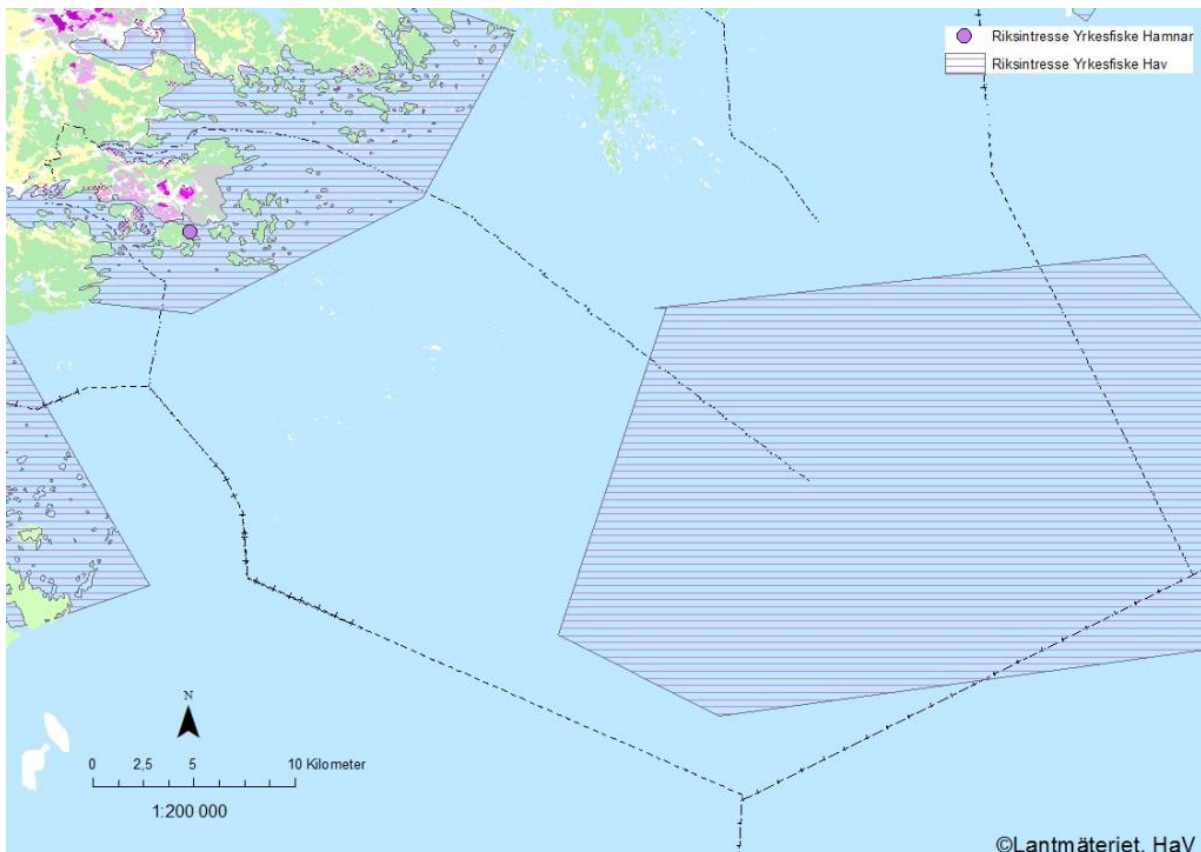 Riksintresse Yrkesfiske Hamnar
Riksintresse Yrkesfiske Hav
N
0 2,5 5 10 Kilometer
1:200 000
©Lantmäteriet, HaV